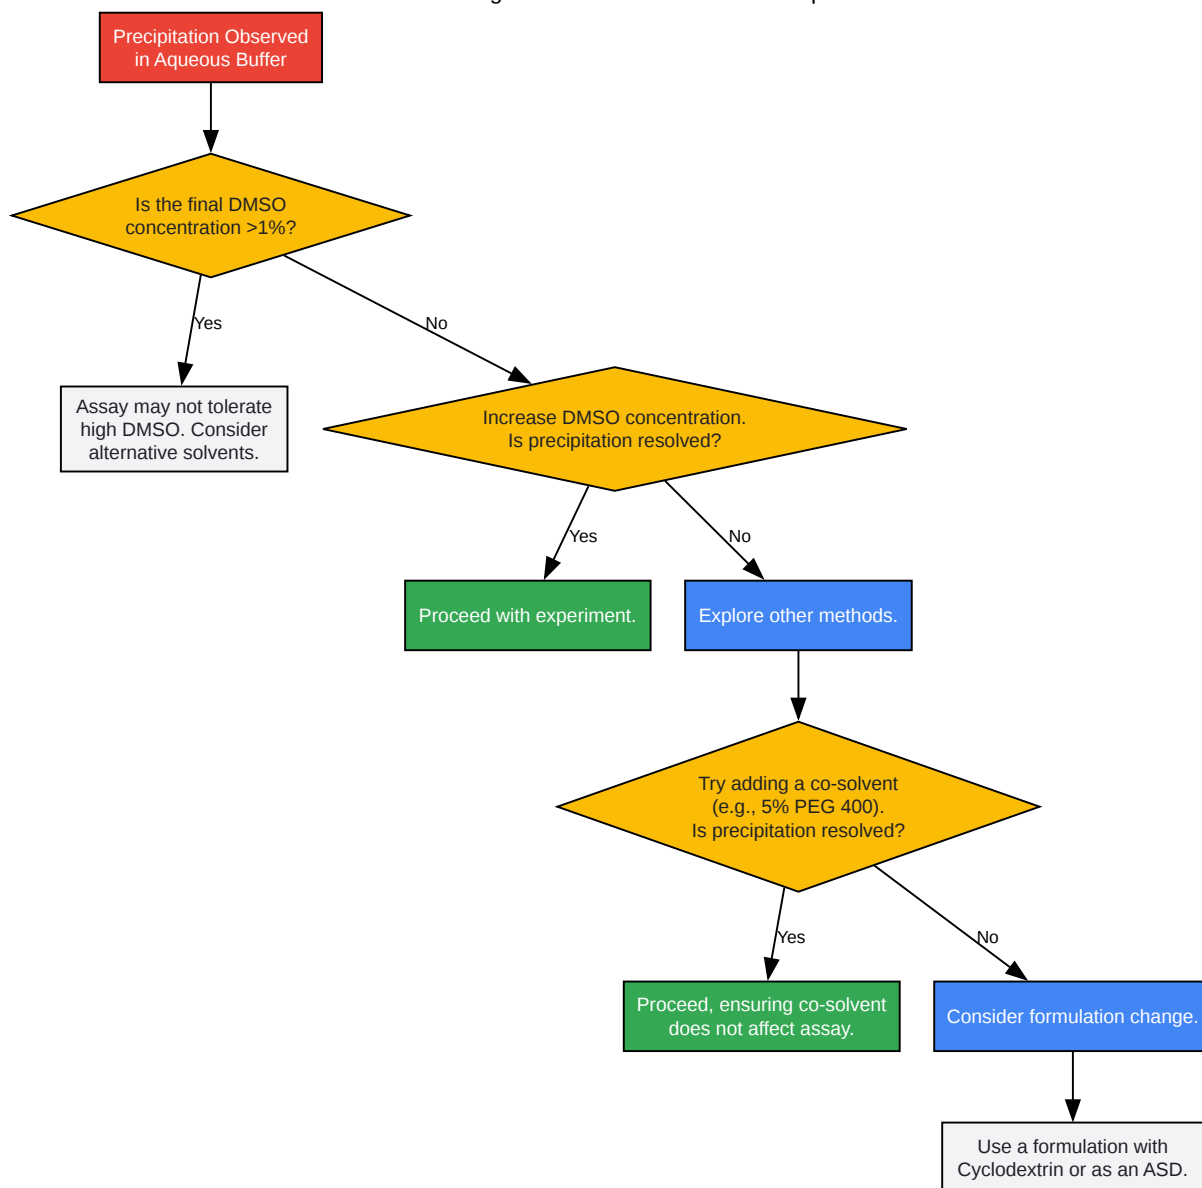 Precipitation Observed
in Aqueous Buffer
Is the final DMSO
concentration >1%?
Yes
No
Assay may not tolerate
high DMSO. Consider
alternative solvents.
Increase DMSO concentration.
Is precipitation resolved?
Yes
No
Proceed with experiment.
Explore other methods.
Try adding a co-solvent
(e.g., 5% PEG 400).
Is precipitation resolved?
Yes
No
Proceed, ensuring co-solvent
does not affect assay.
Consider formulation change.
Use a formulation with
Cyclodextrin or as an ASD.